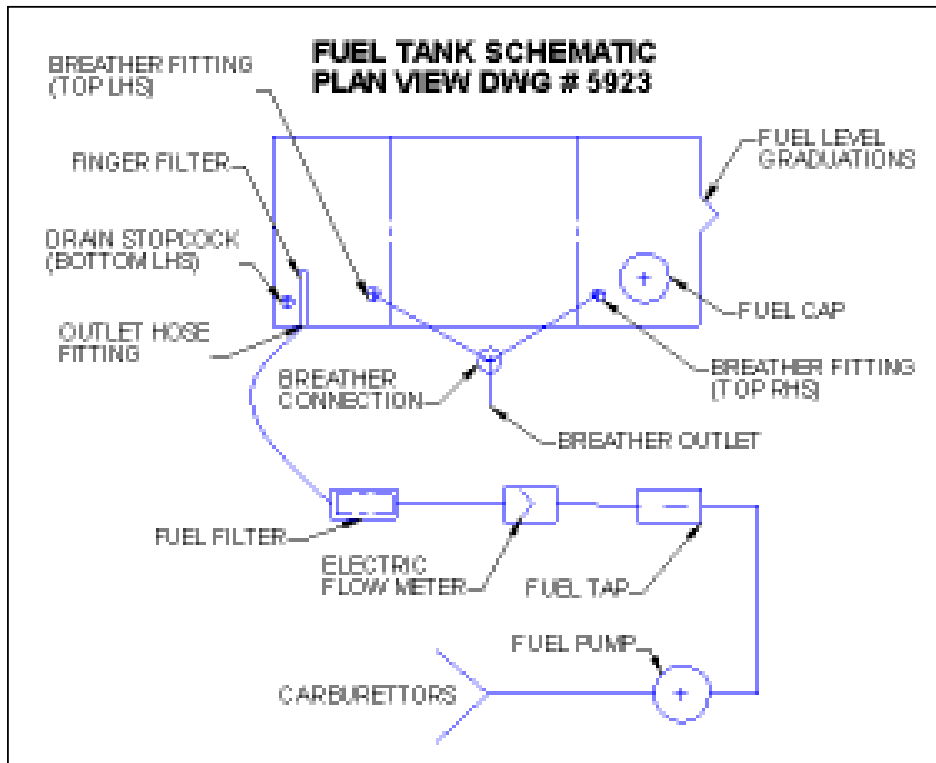 FUEL TANK SCHEMATIC
PLAN VIEW DWG # 5923
BREATHER FITTING
(TOP LHS)
FINGER FILTER
DRAIN STOPCOCK
(BOTTOM LHS)
OUTLET HOSE
FITTING
FUEL LEVEL
GRADUATIONS
FUEL CAP
BREATHER FITTING
(TOP RHS)
BREATHER
CONNECTION
BREATHER OUTLET
FUEL FILTER
ELECTRIC
FLOW METER
FUEL TAP
FUEL PUMP
CARBURETTORS